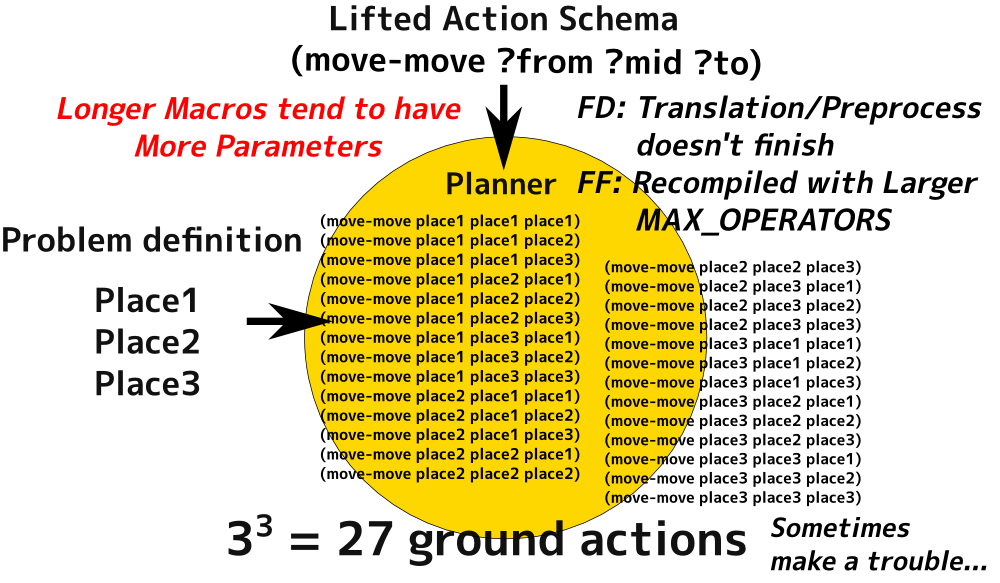 Lifted Action Schema
(move-move ?from ?mid ?to)
Longer Macros tend to have
More Parameters
FD: Translation/Preprocess
doesn't finish
FF: Recompiled with Larger
MAX_OPERATORS
Planner
Problem definition
Place1
Place2
Place3
(move-move place1 place1 place1)
(move-move place1 place1 place2)
(move-move place1 place1 place3)
(move-move place1 place2 place1)
(move-move place1 place2 place2)
(move-move place1 place2 place3)
(move-move place1 place3 place1)
(move-move place1 place3 place2)
(move-move place1 place3 place3)
(move-move place2 place1 place1)
(move-move place2 place1 place2)
(move-move place2 place1 place3)
(move-move place2 place2 place1)
(move-move place2 place2 place2)
(move-move place2 place2 place3)
(move-move place2 place3 place1)
(move-move place2 place3 place2)
(move-move place2 place3 place3)
(move-move place3 place1 place1)
(move-move place3 place1 place2)
(move-move place3 place1 place3)
(move-move place3 place2 place1)
(move-move place3 place2 place2)
(move-move place3 place2 place3)
(move-move place3 place3 place1)
(move-move place3 place3 place2)
(move-move place3 place3 place3)
3³ = 27 ground actions
Sometimes
make a trouble...